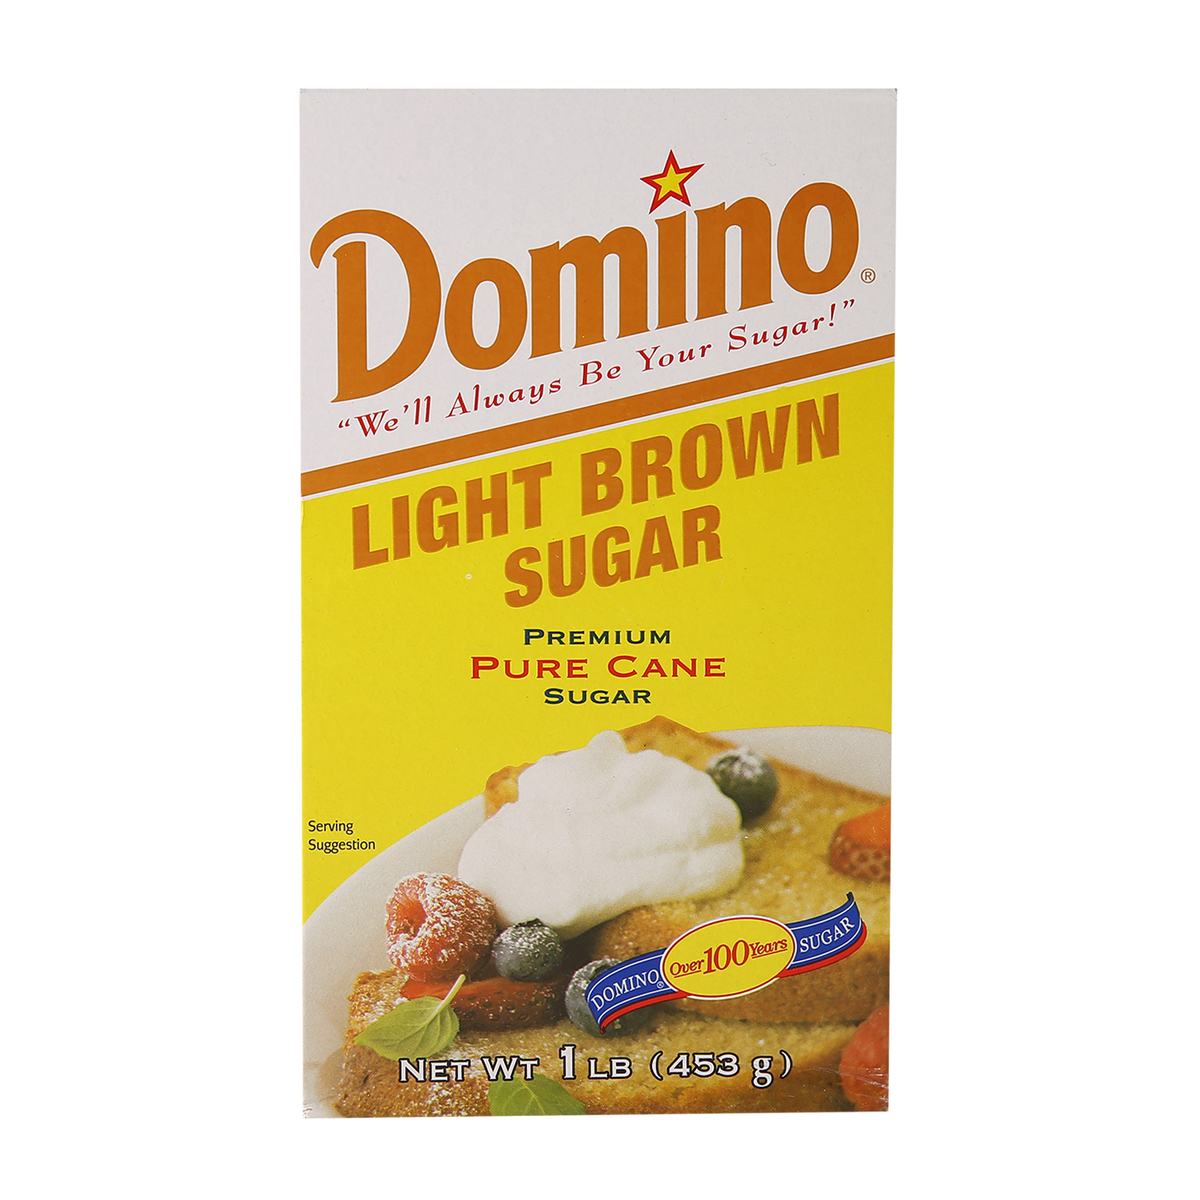 Domino®
“We'll Always Be Your Sugar!”
LIGHT BROWN
SUGAR
PREMIUM
PURE CANE
SUGAR
Serving
Suggestion
DOMINO® Over 100 Years SUGAR
NET WT 1 LB (453 g)